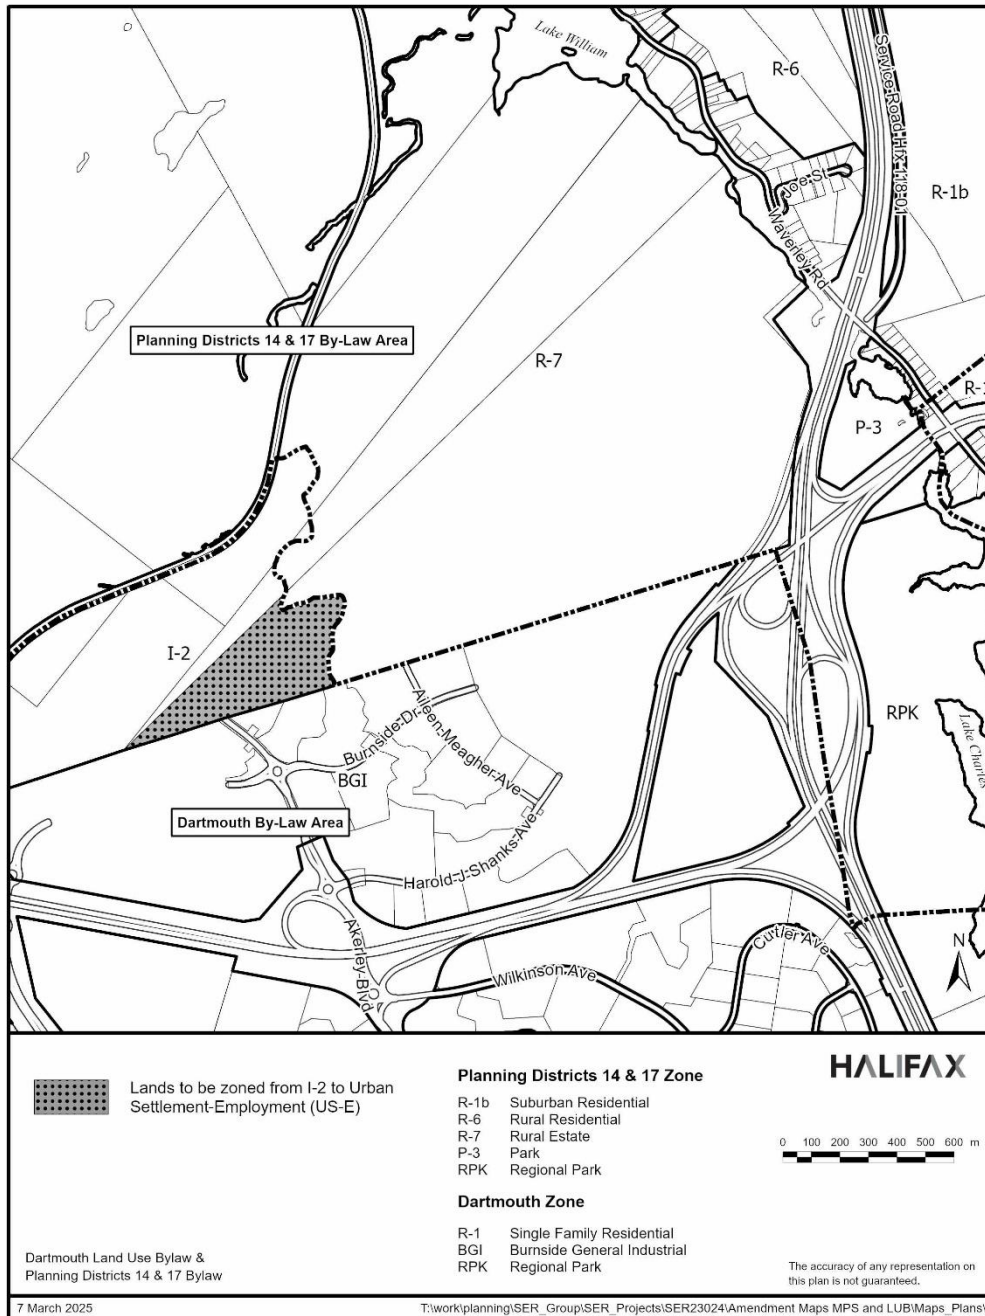 Lake William
R-6
Service Road Hfx 118-01
Joe St
R-1b
Waverley Rd
Planning Districts 14 & 17 By-Law Area
R-7
R-1
P-3
I-2
Aileen-Meagher-Ave
RPK
Burnside-Dr
BGI
Lake Charles
Dartmouth By-Law Area
Harold-J-Shanks-Ave
Akerley-Blvd
Cutler Ave
Wilkinson Ave
N
Lands to be zoned from I-2 to Urban
Settlement-Employment (US-E)
Planning Districts 14 & 17 Zone
R-1b Suburban Residential
R-6 Rural Residential
R-7 Rural Estate
P-3 Park
RPK Regional Park
Dartmouth Zone
R-1 Single Family Residential
BGI Burnside General Industrial
RPK Regional Park
HALIFAX
0 100 200 300 400 500 600 m
Dartmouth Land Use Bylaw &
Planning Districts 14 & 17 Bylaw
The accuracy of any representation on
this plan is not guaranteed.
7 March 2025
T:\work\planning\SER_Group\SER_Projects\SER23024\Amendment Maps MPS and LUB\Maps_Plans\